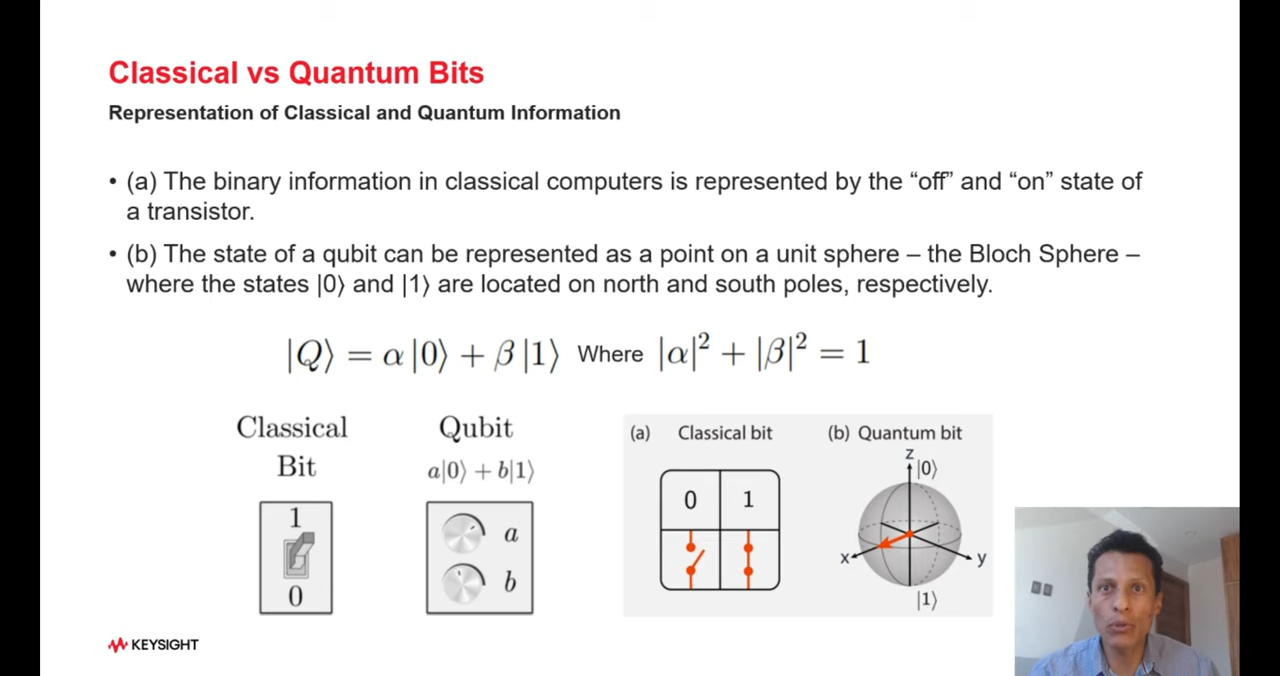 Classical vs Quantum Bits
Representation of Classical and Quantum Information
• (a) The binary information in classical computers is represented by the “off” and “on” state of
a transistor.
• (b) The state of a qubit can be represented as a point on a unit sphere – the Bloch Sphere –
where the states |0⟩ and |1⟩ are located on north and south poles, respectively.
|Q⟩ = α|0⟩ + β|1⟩ Where |α|² + |β|² = 1
Classical
Bit
1
0
Qubit
a|0⟩ + b|1⟩
a
b
(a) Classical bit
0 1
(b) Quantum bit
z
|0⟩
x
y
|1⟩
KEYSIGHT